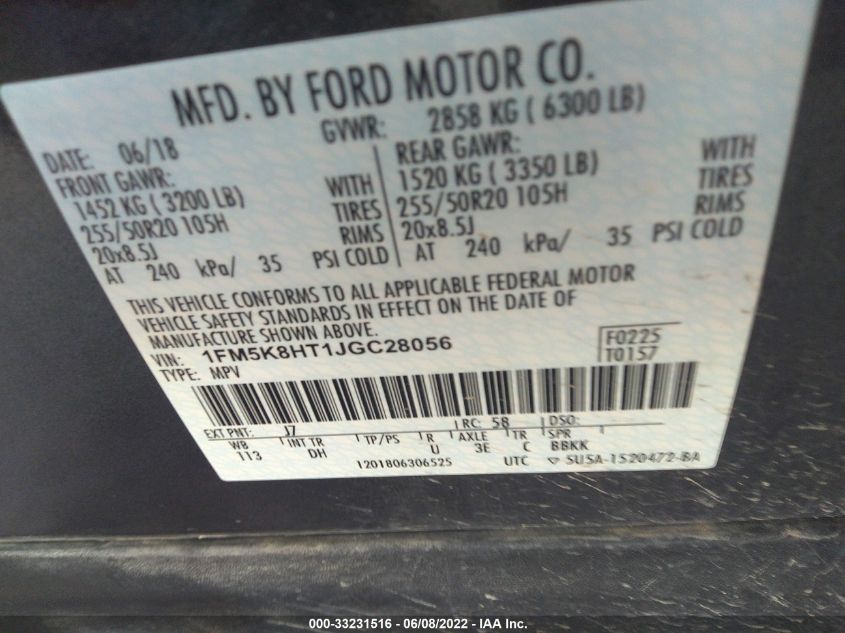 MFD. BY FORD MOTOR CO.
DATE: 06/18 GVWR: 2858 KG ( 6300 LB)
FRONT GAWR: REAR GAWR:
1452 KG ( 3200 LB) WITH 1520 KG ( 3350 LB) WITH
255/50R20 105H TIRES 255/50R20 105H TIRES
20x8.5J RIMS 20x8.5J RIMS
AT 240 kPa/ 35 PSI COLD AT 240 kPa/ 35 PSI COLD
THIS VEHICLE CONFORMS TO ALL APPLICABLE FEDERAL MOTOR
VEHICLE SAFETY STANDARDS IN EFFECT ON THE DATE OF
MANUFACTURE SHOWN ABOVE.
VIN: 1FM5K8HT1JGC28056 F0225
TYPE: MPV T0157
EXT PNT: J7 RC: 58 DSO:
WB INT TR TP/PS R AXLE TR SPR
113 DH U 3E C BBKK
1201806306525 UTC ▽ SU5A-1520472-BA
000-33231516 - 06/08/2022 - IAA Inc.